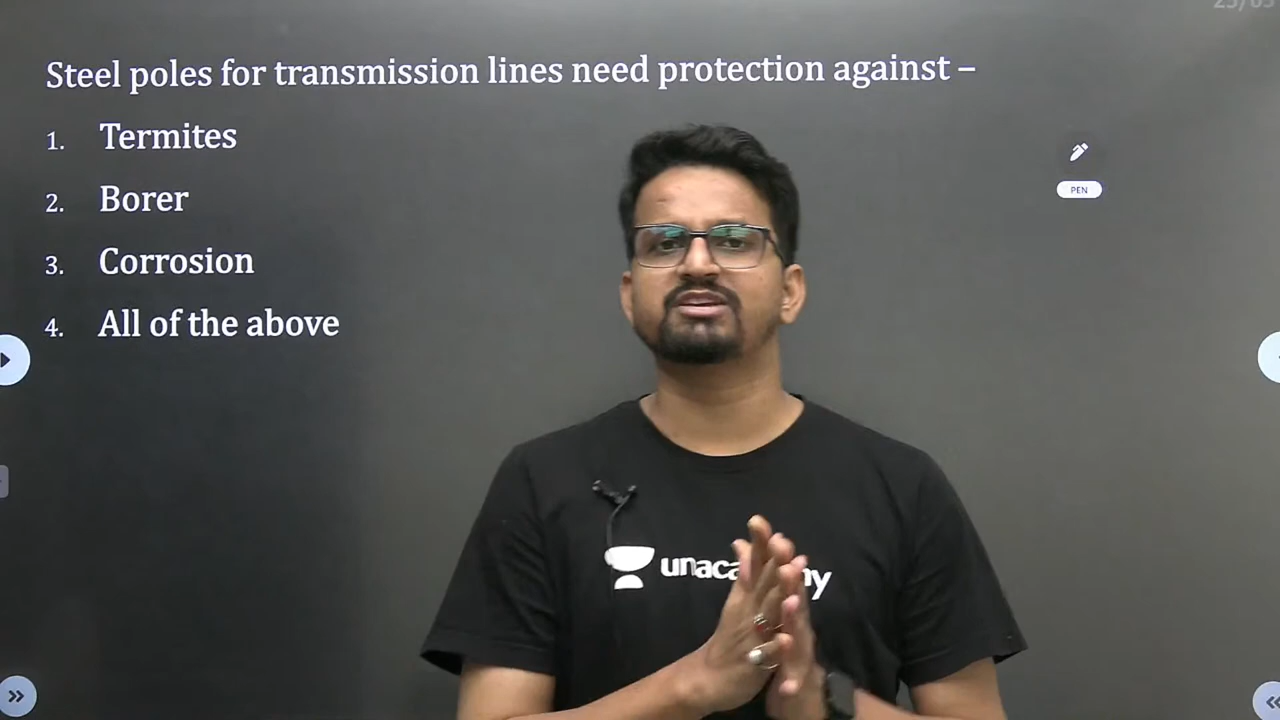 Steel poles for transmission lines need protection against –
1. Termites
2. Borer
3. Corrosion
4. All of the above
PEN